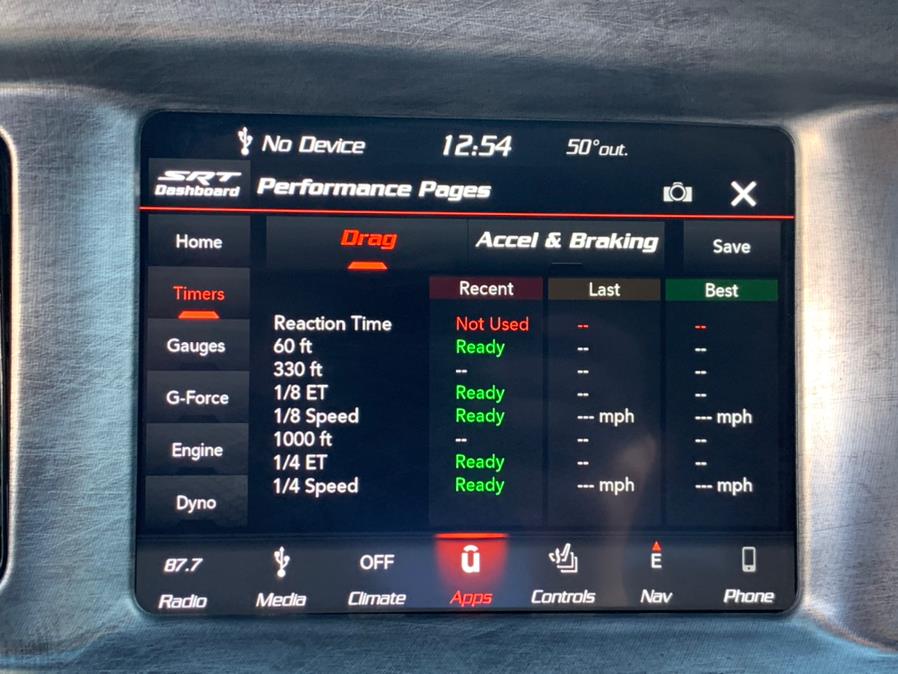 No Device 12:54 50°out.
SRT
Dashboard Performance Pages
Home Drag Accel & Braking Save
Timers Recent Last Best
Reaction Time Not Used -- --
Gauges 60 ft Ready -- --
330 ft -- -- --
G-Force 1/8 ET Ready -- --
1/8 Speed Ready --- mph --- mph
Engine 1000 ft -- -- --
1/4 ET Ready -- --
Dyno 1/4 Speed Ready --- mph --- mph
87.7 OFF û E
Radio Media Climate Apps Controls Nav Phone